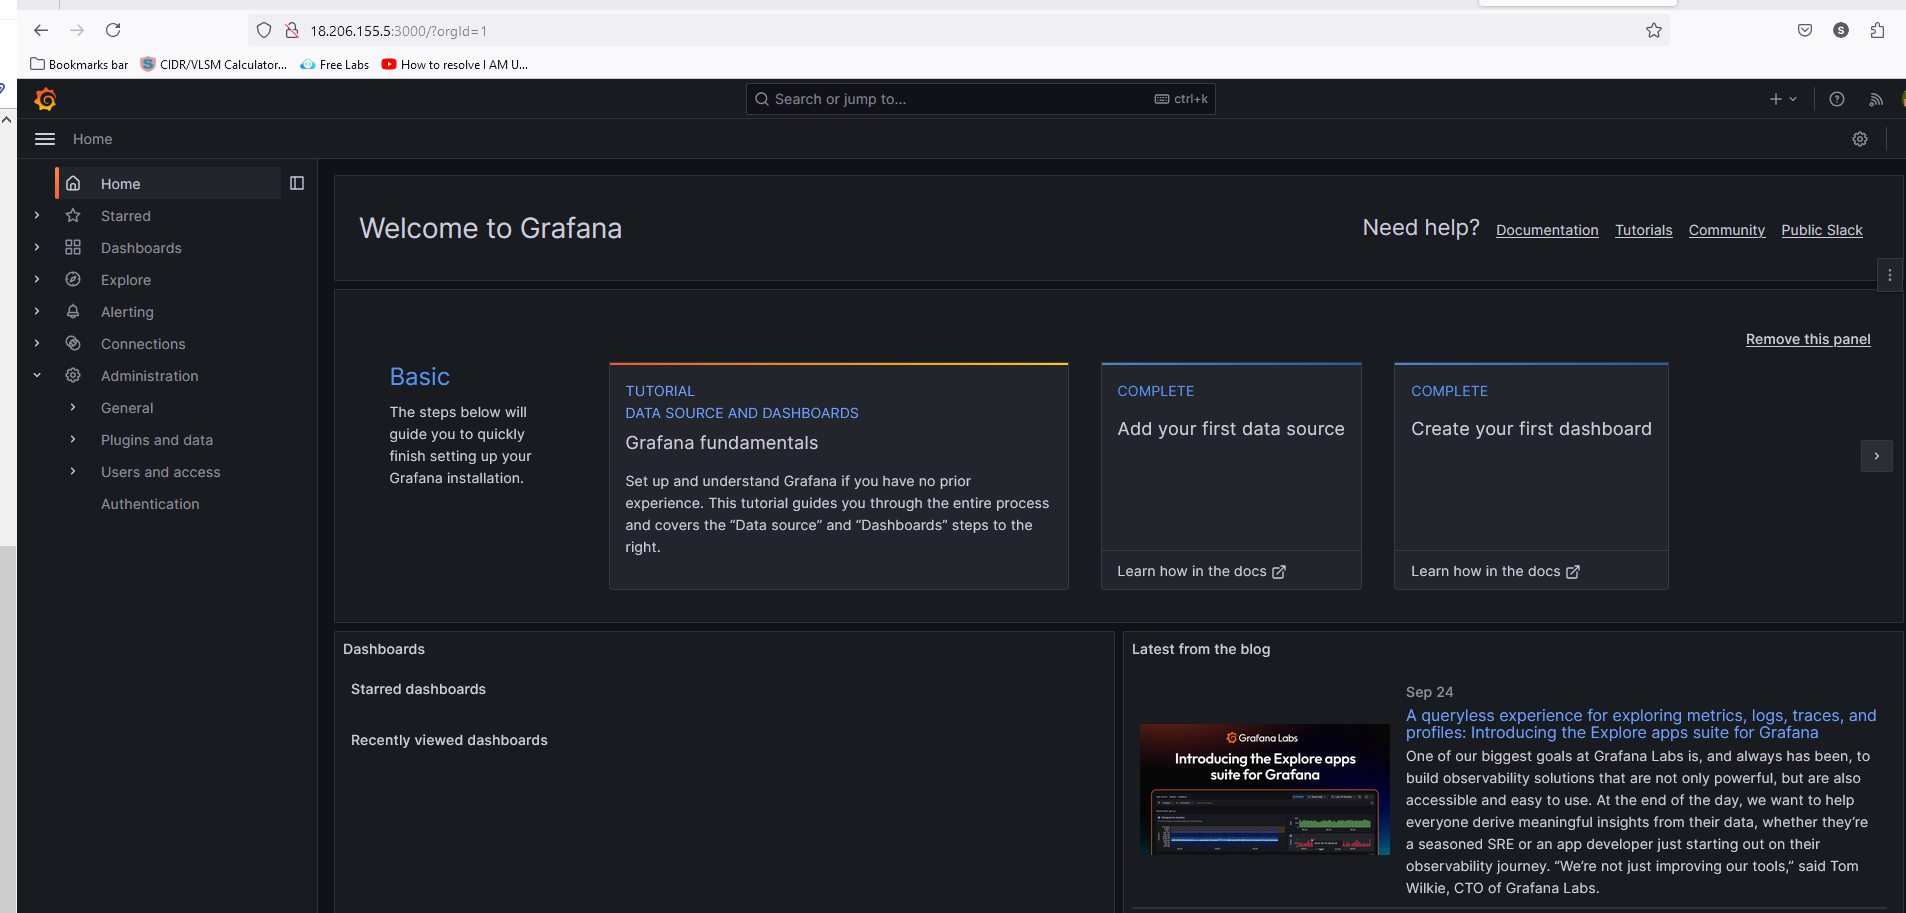 18.206.155.5:3000/?orgId=1
S
Bookmarks bar
CIDR/VLSM Calculator...
Free Labs
How to resolve I AM U...
Search or jump to...
ctrl+k
Home
Home
Starred
Dashboards
Explore
Alerting
Connections
Administration
General
Plugins and data
Users and access
Authentication
Welcome to Grafana
Need help?
Documentation
Tutorials
Community
Public Slack
Remove this panel
Basic
The steps below will
guide you to quickly
finish setting up your
Grafana installation.
TUTORIAL
DATA SOURCE AND DASHBOARDS
Grafana fundamentals
Set up and understand Grafana if you have no prior
experience. This tutorial guides you through the entire process
and covers the “Data source” and “Dashboards” steps to the
right.
COMPLETE
Add your first data source
Learn how in the docs
COMPLETE
Create your first dashboard
Learn how in the docs
Dashboards
Starred dashboards
Recently viewed dashboards
Latest from the blog
Grafana Labs
Introducing the Explore apps
suite for Grafana
Sep 24
A queryless experience for exploring metrics, logs, traces, and
profiles: Introducing the Explore apps suite for Grafana
One of our biggest goals at Grafana Labs is, and always has been, to
build observability solutions that are not only powerful, but are also
accessible and easy to use. At the end of the day, we want to help
everyone derive meaningful insights from their data, whether they’re
a seasoned SRE or an app developer just starting out on their
observability journey. “We’re not just improving our tools,” said Tom
Wilkie, CTO of Grafana Labs.